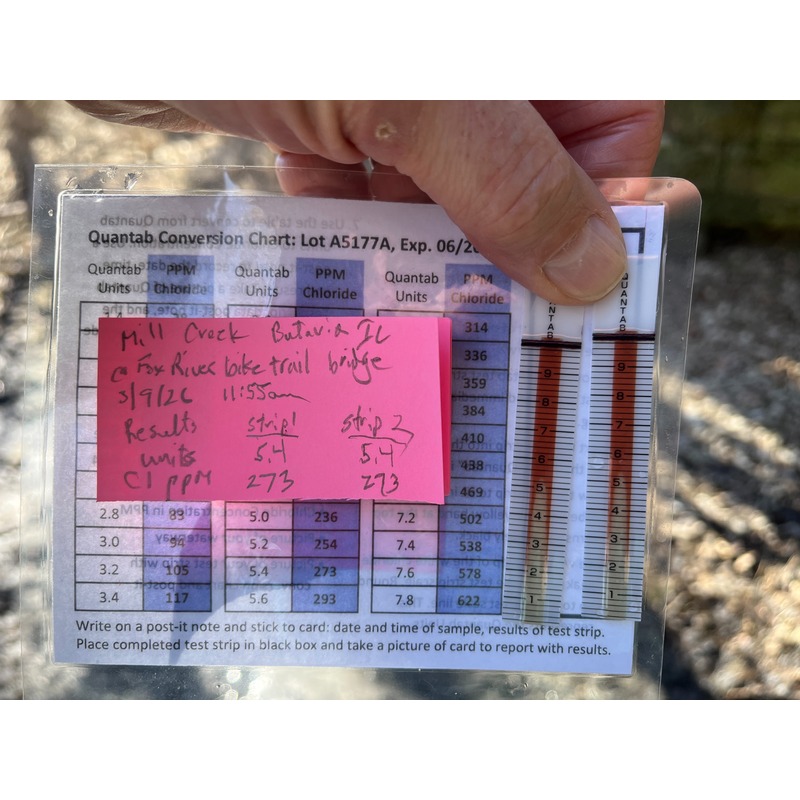 Quantab Conversion Chart: Lot A5177A, Exp. 06/20
Quantab Units PPM Chloride Quantab Units PPM Chloride Quantab Units PPM Chloride
314
336
359
384
410
438
469
2.8 83 5.0 236 7.2 502
3.0 94 5.2 254 7.4 538
3.2 105 5.4 273 7.6 578
3.4 117 5.6 293 7.8 622
Mill Creek Batavia IL
@ Fox River bike trail bridge
3/9/26 11:55am
Results strip 1 strip 2
units 5.4 5.4
Cl ppm 273 273
Write on a post-it note and stick to card: date and time of sample, results of test strip.
Place completed test strip in black box and take a picture of card to report with results.
QUANTAB
9
8
7
6
5
4
3
2
1
QUANTAB
9
8
7
6
5
4
3
2
1